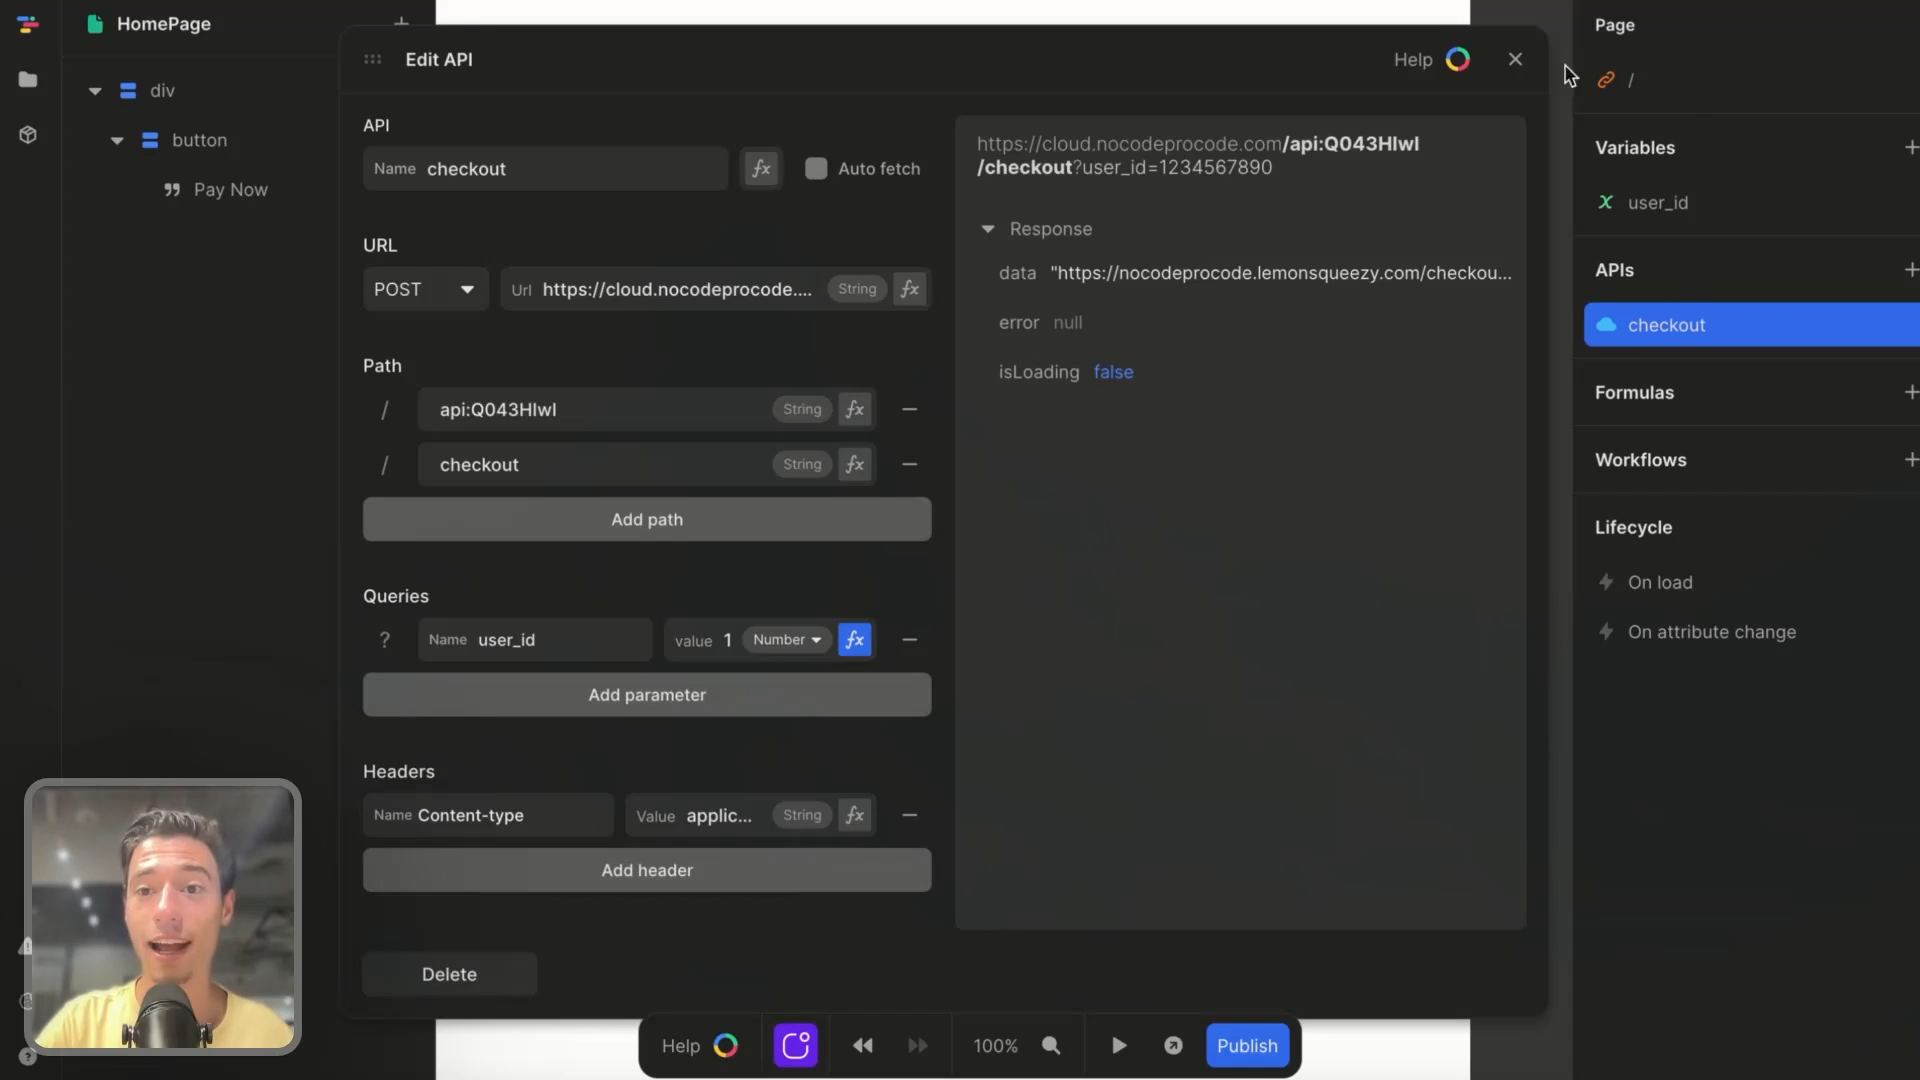 HomePage
div
button
Pay Now
Edit API
Help
API
Name checkout
fx
Auto fetch
URL
POST
Url https://cloud.nocodeprocode.... String fx
Path
/ api:Q043HIwI String fx
/ checkout String fx
Add path
Queries
? Name user_id value 1 Number fx
Add parameter
Headers
Name Content-type Value applic... String fx
Add header
Delete
https://cloud.nocodeprocode.com/api:Q043HIwI
/checkout?user_id=1234567890
Response
data "https://nocodeprocode.lemonsqueezy.com/checkou...
error null
isLoading false
Page
/
Variables
user_id
APIs
checkout
Formulas
Workflows
Lifecycle
On load
On attribute change
Help
100%
Publish